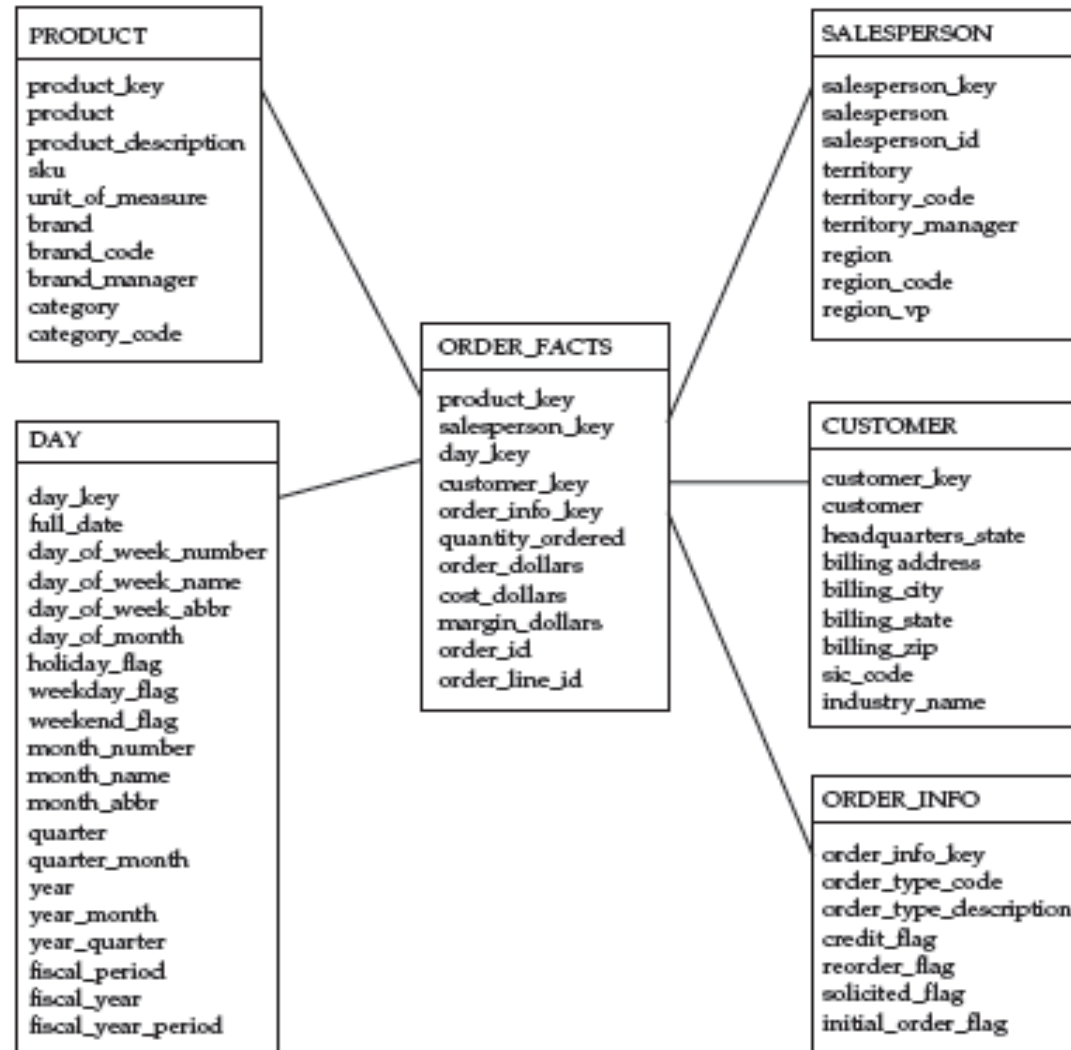 PRODUCT
product_key
product
product_description
sku
unit_of_measure
brand
brand_code
brand_manager
category
category_code
DAY
day_key
full_date
day_of_week_number
day_of_week_name
day_of_week_abbr
day_of_month
holiday_flag
weekday_flag
weekend_flag
month_number
month_name
month_abbr
quarter
quarter_month
year
year_month
year_quarter
fiscal_period
fiscal_year
fiscal_year_period
ORDER_FACTS
product_key
salesperson_key
day_key
customer_key
order_info_key
quantity_ordered
order_dollars
cost_dollars
margin_dollars
order_id
order_line_id
SALESPERSON
salesperson_key
salesperson
salesperson_id
territory
territory_code
territory_manager
region
region_code
region_vp
CUSTOMER
customer_key
customer
headquarters_state
billing address
billing_city
billing_state
billing_zip
sic_code
industry_name
ORDER_INFO
order_info_key
order_type_code
order_type_description
credit_flag
reorder_flag
solicited_flag
initial_order_flag